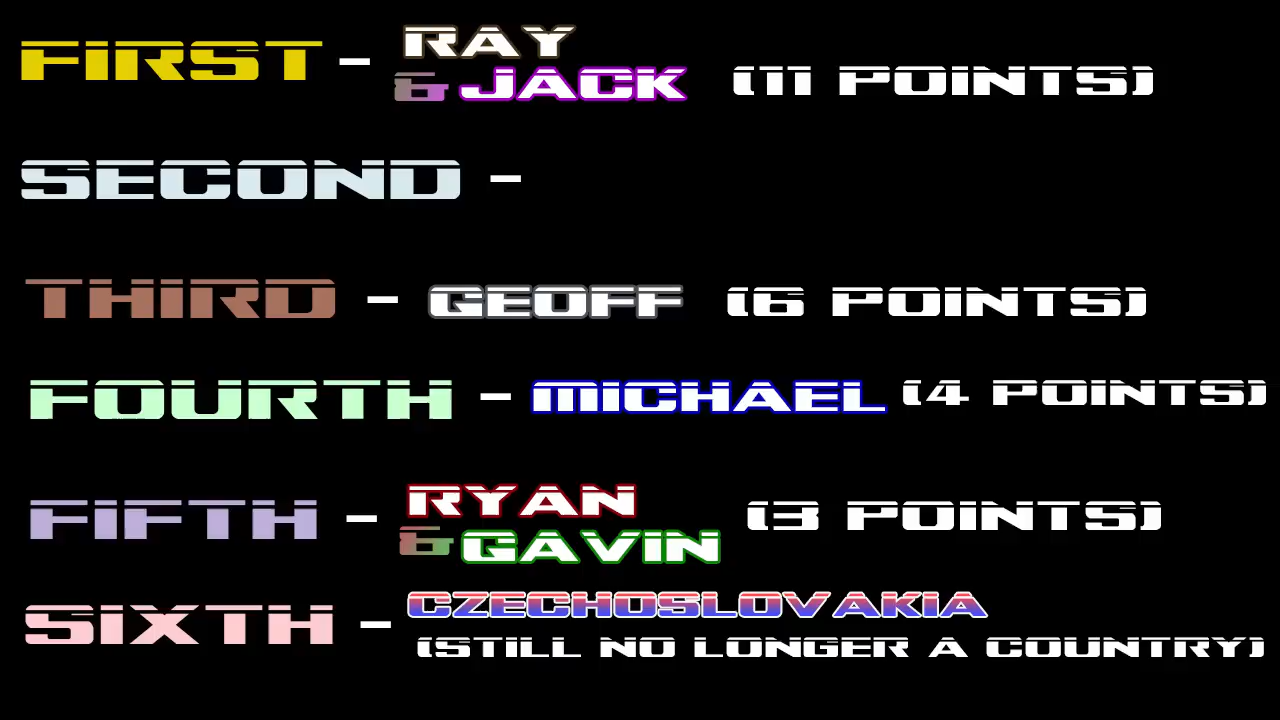 FIRST - RAY
& JACK (11 POINTS)
SECOND -
THIRD - GEOFF (6 POINTS)
FOURTH - MICHAEL (4 POINTS)
FIFTH - RYAN
& GAVIN (3 POINTS)
SIXTH - CZECHOSLOVAKIA
(STILL NO LONGER A COUNTRY)